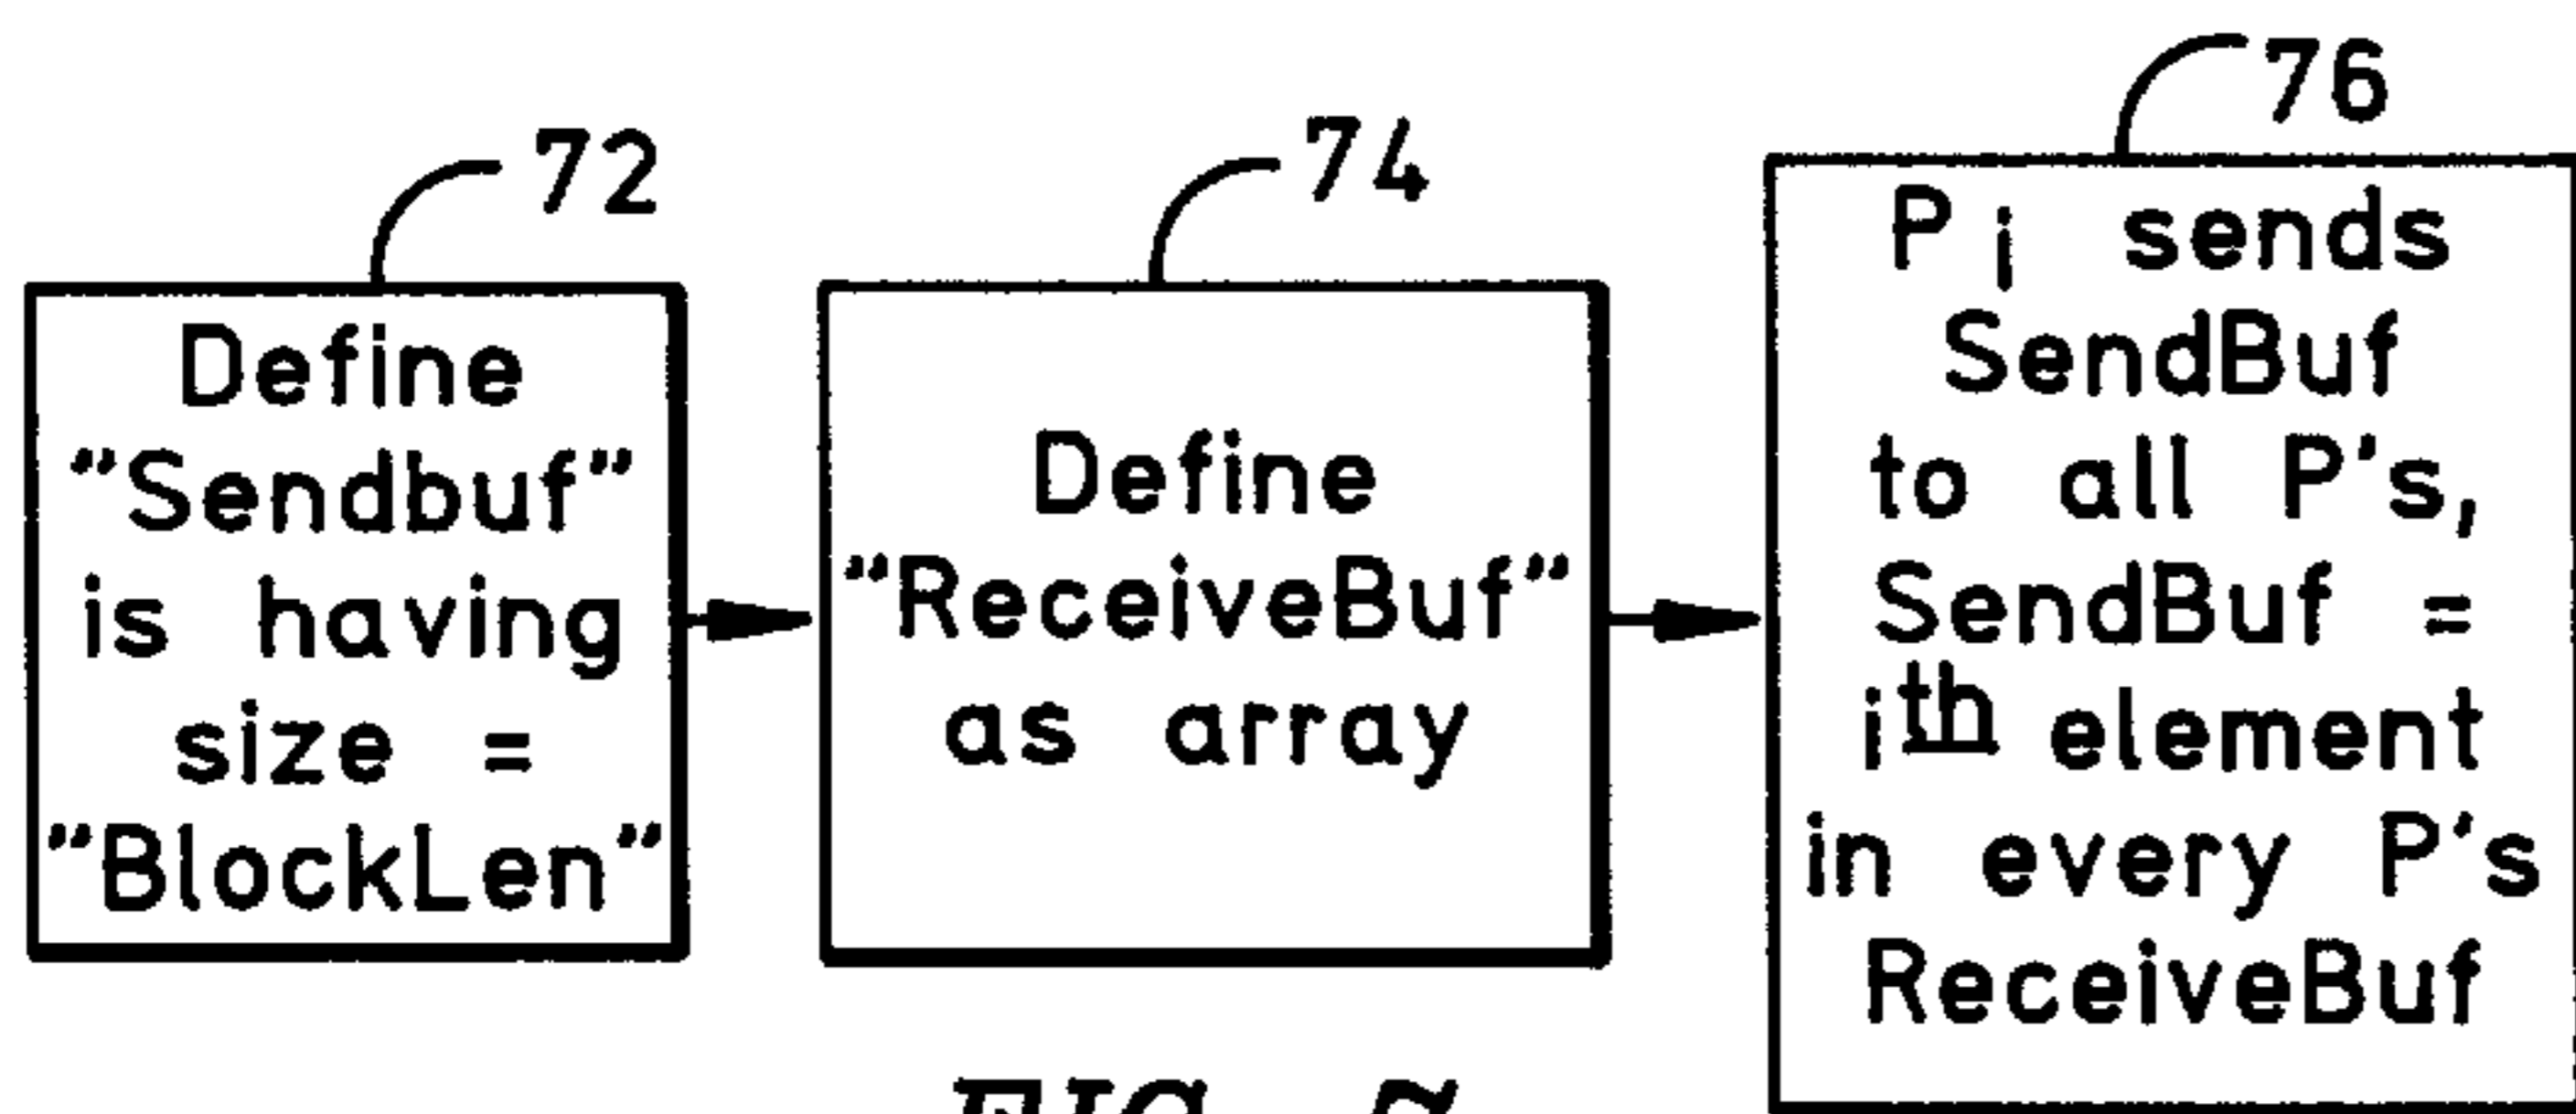 72
Define
"Sendbuf"
is having
size =
"BlockLen"
74
Define
"ReceiveBuf"
as array
76
Pi sends
SendBuf
to all P's,
SendBuf =
ith element
in every P's
ReceiveBuf
FIG.